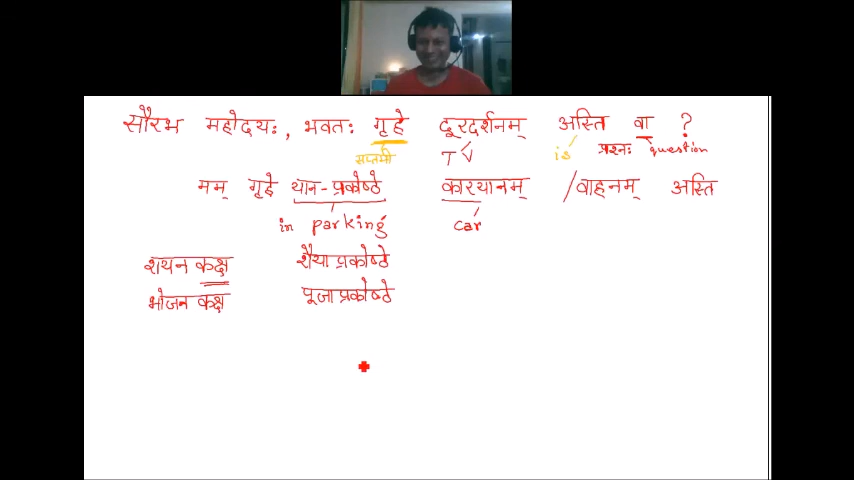 सौरभ महोदयः, भवतः गृहे दूरदर्शनम् अस्ति वा ?
सप्तमी TV is प्रश्नः question
मम् गृहे यान-प्रकोष्ठे कारयानम् /वाहनम् अस्ति
in parking car
शयन कक्ष शैया प्रकोष्ठे
भोजन कक्ष पूजा प्रकोष्ठे